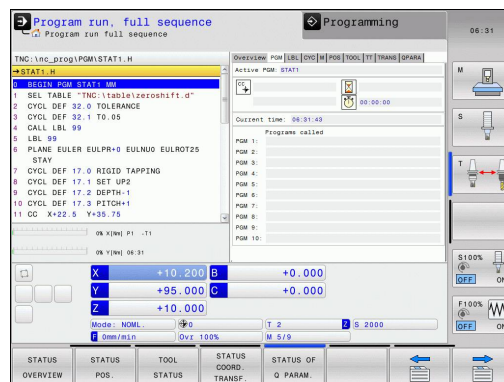 Program run, full sequence
Program run full sequence
Programming
06:31
TNC:\nc_prog\PGM\STAT1.H
→STAT1.H
0 BEGIN PGM STAT1 MM
1 SEL TABLE "TNC:\table\zeroshift.d"
2 CYCL DEF 32.0 TOLERANCE
3 CYCL DEF 32.1 T0.05
4 CALL LBL 99
5 LBL 99
6 PLANE EULER EULPR+0 EULNU0 EULROT25
STAY
7 CYCL DEF 17.0 RIGID TAPPING
8 CYCL DEF 17.1 SET UP2
9 CYCL DEF 17.2 DEPTH-1
10 CYCL DEF 17.3 PITCH+1
11 CC X+22.5 Y+35.75
Overview PGM LBL CYC M POS TOOL TT TRANS QPARA
Active PGM: STAT1
CC
00:00:00
Current time: 06:31:43
Programs called
PGM 1:
PGM 2:
PGM 3:
PGM 4:
PGM 5:
PGM 6:
PGM 7:
PGM 8:
PGM 9:
PGM 10:
0% X[Nm] P1 -T1
0% Y[Nm] 06:31
X +10.200 B +0.000
Y +95.000 C +0.000
Z +10.000
Mode: NOML. 0 T 2 Z S 2000
F 0mm/min Ovr 100% M 5/9
M
S
T
S100%
OFF ON
F100%
OFF ON
STATUS OVERVIEW
STATUS POS.
TOOL STATUS
STATUS COORD. TRANSF.
STATUS OF Q PARAM.